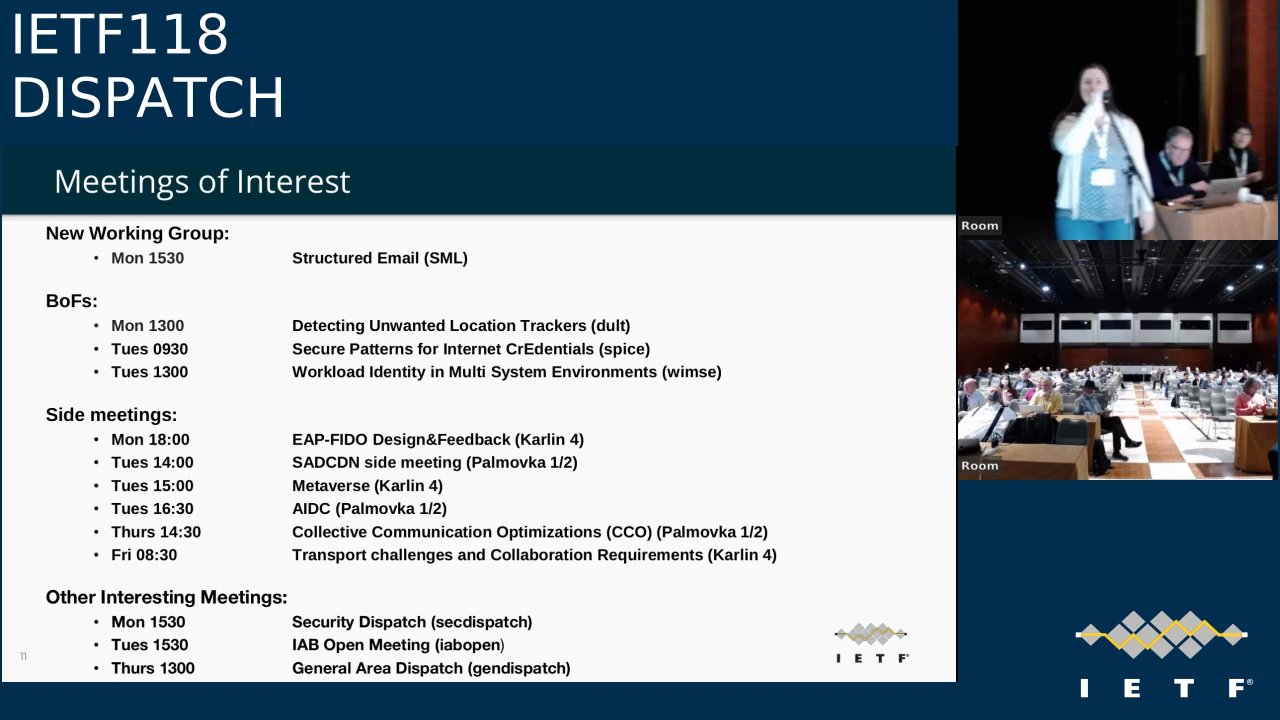 IETF118
DISPATCH
Meetings of Interest
New Working Group:
• Mon 1530 Structured Email (SML)
BoFs:
• Mon 1300 Detecting Unwanted Location Trackers (dult)
• Tues 0930 Secure Patterns for Internet CrEdentials (spice)
• Tues 1300 Workload Identity in Multi System Environments (wimse)
Side meetings:
• Mon 18:00 EAP-FIDO Design&Feedback (Karlin 4)
• Tues 14:00 SADCDN side meeting (Palmovka 1/2)
• Tues 15:00 Metaverse (Karlin 4)
• Tues 16:30 AIDC (Palmovka 1/2)
• Thurs 14:30 Collective Communication Optimizations (CCO) (Palmovka 1/2)
• Fri 08:30 Transport challenges and Collaboration Requirements (Karlin 4)
Other Interesting Meetings:
• Mon 1530 Security Dispatch (secdispatch)
• Tues 1530 IAB Open Meeting (iabopen)
• Thurs 1300 General Area Dispatch (gendispatch)
11
I E T F®
Room
Room
I E T F®